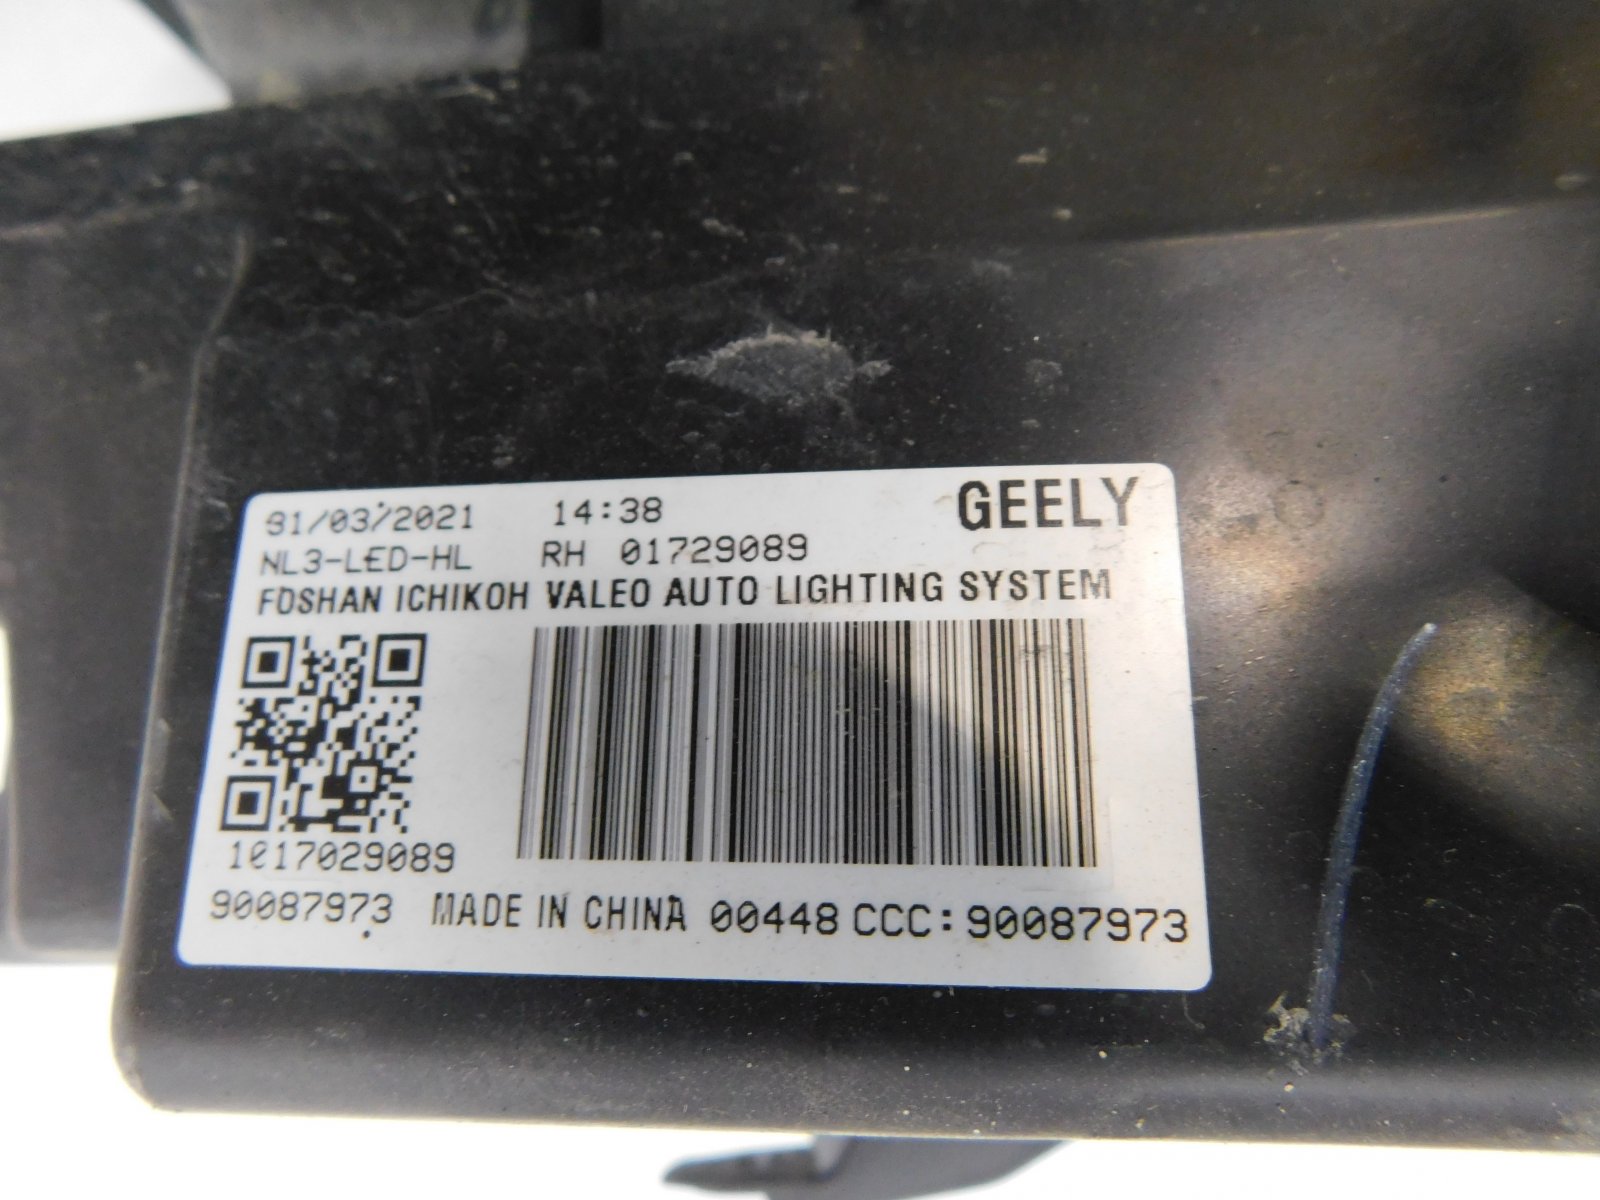 31/03/2021 14:38 GEELY
NL3-LED-HL RH 01729089
FOSHAN ICHIKOH VALEO AUTO LIGHTING SYSTEM
1017029089
90087973 MADE IN CHINA 00448 CCC:90087973